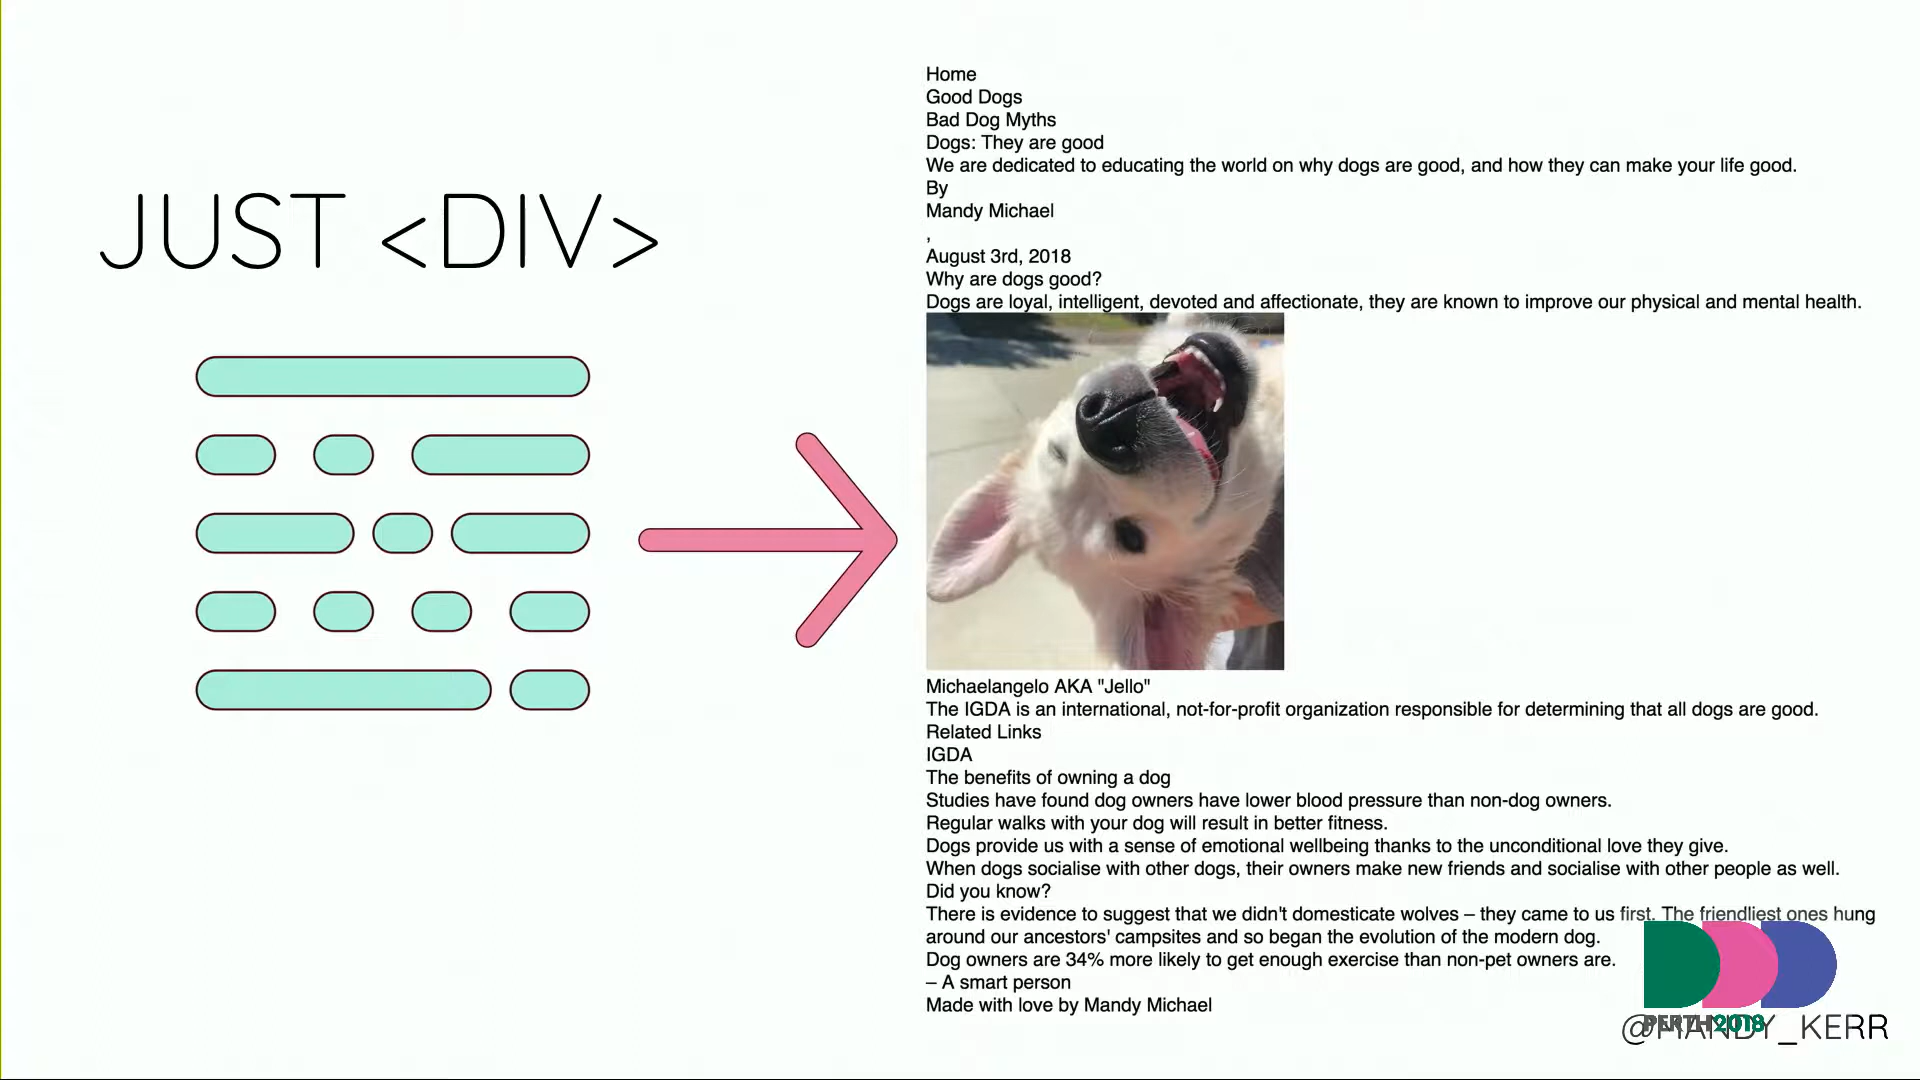 JUST <DIV>
Home
Good Dogs
Bad Dog Myths
Dogs: They are good
We are dedicated to educating the world on why dogs are good, and how they can make your life good.
By
Mandy Michael
,
August 3rd, 2018
Why are dogs good?
Dogs are loyal, intelligent, devoted and affectionate, they are known to improve our physical and mental health.
Michaelangelo AKA "Jello"
The IGDA is an international, not-for-profit organization responsible for determining that all dogs are good.
Related Links
IGDA
The benefits of owning a dog
Studies have found dog owners have lower blood pressure than non-dog owners.
Regular walks with your dog will result in better fitness.
Dogs provide us with a sense of emotional wellbeing thanks to the unconditional love they give.
When dogs socialise with other dogs, their owners make new friends and socialise with other people as well.
Did you know?
There is evidence to suggest that we didn't domesticate wolves – they came to us first. The friendliest ones hung
around our ancestors' campsites and so began the evolution of the modern dog.
Dog owners are 34% more likely to get enough exercise than non-pet owners are.
– A smart person
Made with love by Mandy Michael
DDD
PERTH 2018
@MANDY_KERR